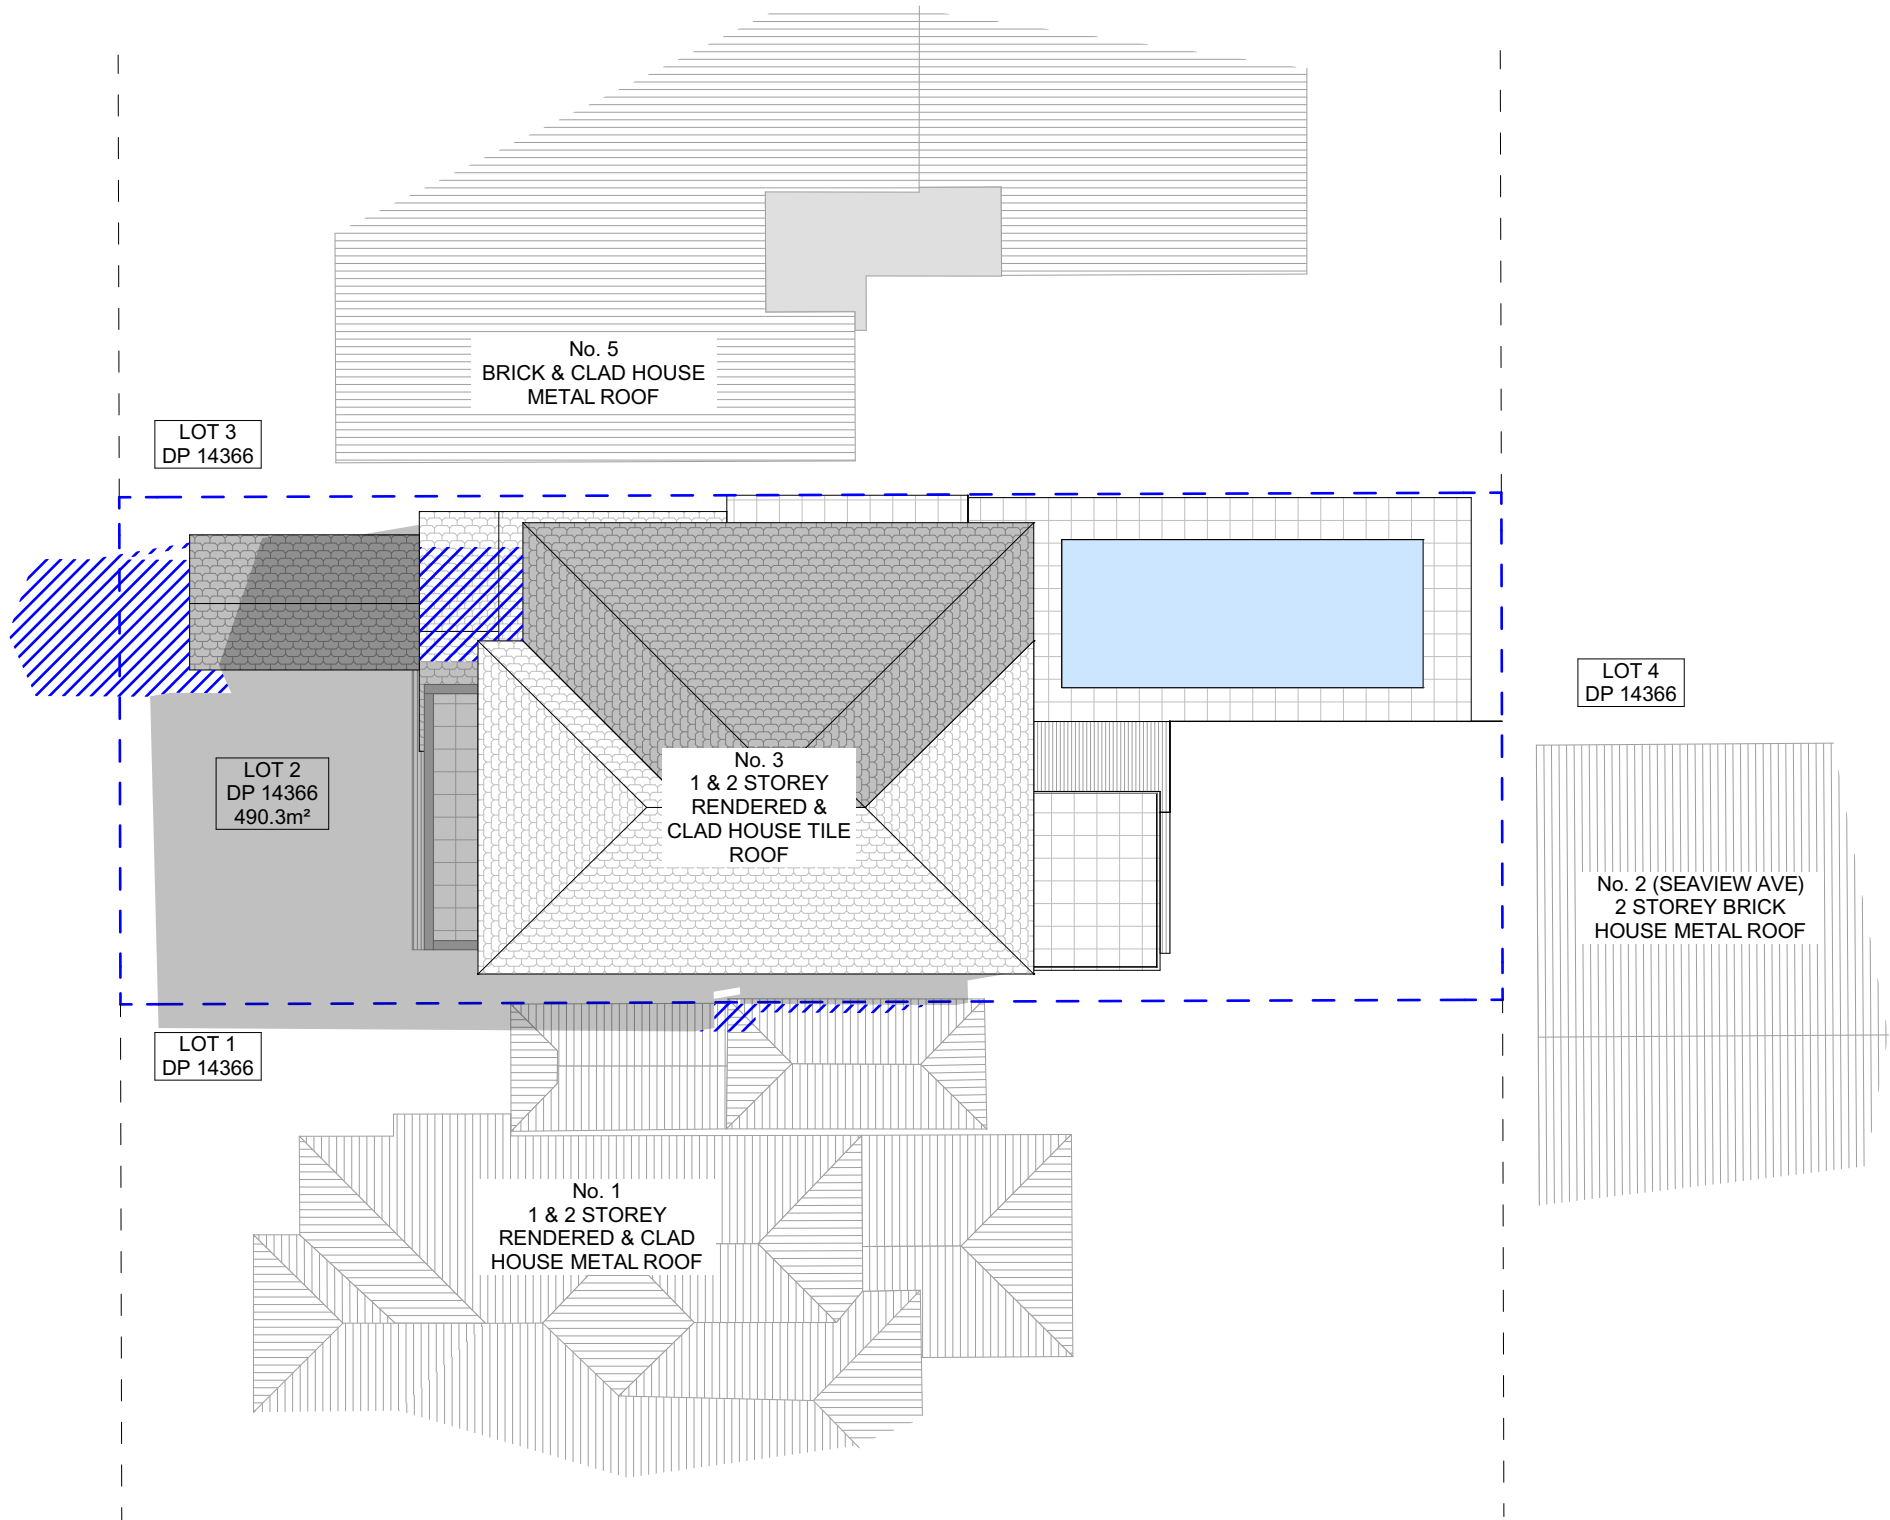 No. 5
BRICK & CLAD HOUSE
METAL ROOF
LOT 3
DP 14366
LOT 4
DP 14366
No. 3
1 & 2 STOREY
RENDERED &
CLAD HOUSE TILE
ROOF
LOT 2
DP 14366
490.3m²
No. 2 (SEAVIEW AVE)
2 STOREY BRICK
HOUSE METAL ROOF
LOT 1
DP 14366
No. 1
1 & 2 STOREY
RENDERED & CLAD
HOUSE METAL ROOF